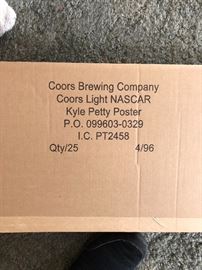 Coors Brewing Company
Coors Light NASCAR
Kyle Petty Poster
P.O. 099603-0329
I.C. PT2458
Qty/25 4/96